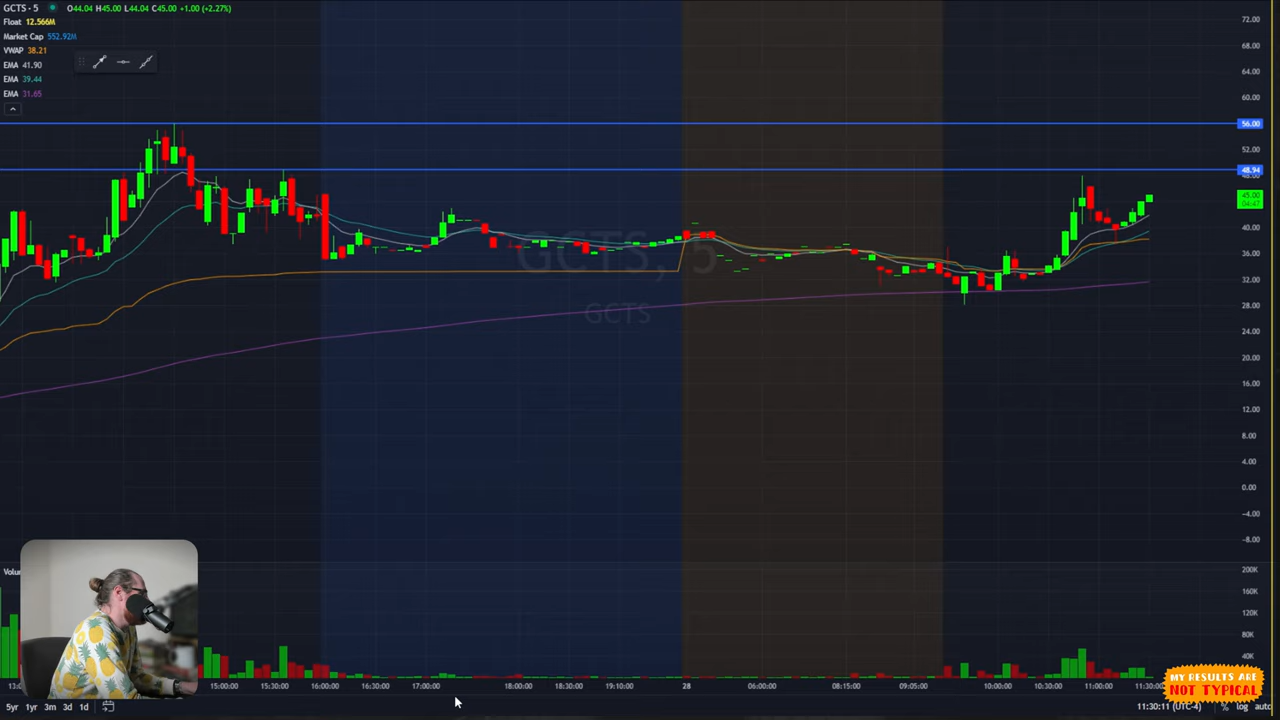 GCTS · 5 O44.04 H45.00 L44.04 C45.00 +1.00 (+2.27%)
Float 12.566M
Market Cap 552.92M
VWAP 38.21
EMA 41.90
EMA 39.44
EMA 31.65
72.00
68.00
64.00
60.00
56.00
52.00
48.94
45.00
04:47
40.00
36.00
32.00
28.00
24.00
20.00
16.00
12.00
8.00
4.00
0.00
−4.00
−8.00
GCTS, 5
GCTS
200K
160K
120K
80K
40K
15:00:00 15:30:00 16:00:00 16:30:00 17:00:00 18:00:00 18:30:00 19:10:00 28 06:00:00 08:15:00 09:05:00 10:00:00 10:30:00 11:00:00
MY RESULTS ARE
NOT TYPICAL
5yr 1yr 3m 3d 1d 11:30:11 (UTC-4) % log auto